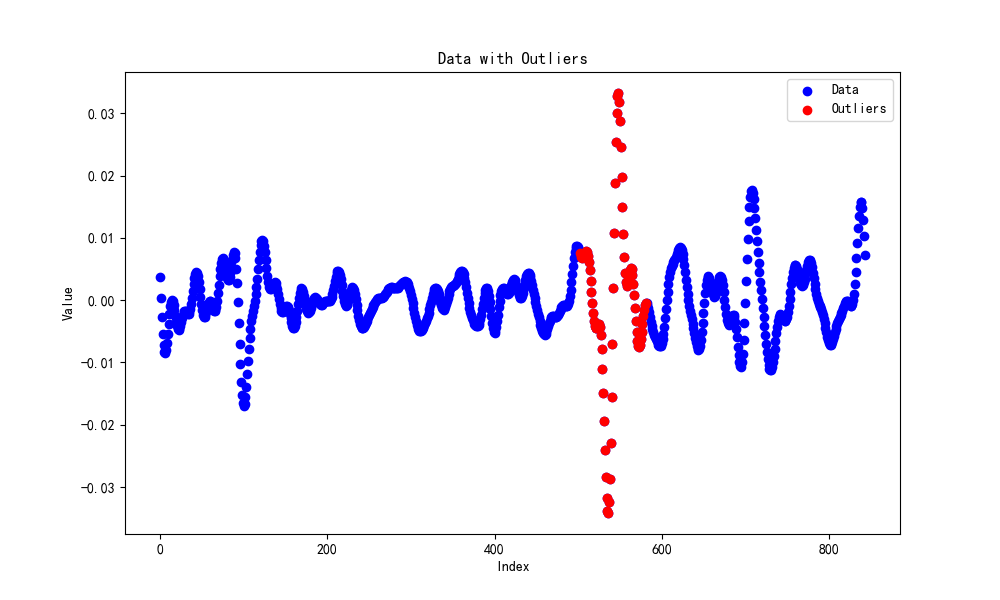 Data with Outliers
Data
Outliers
0.03
0.02
0.01
0.00
-0.01
-0.02
-0.03
Value
0 200 400 600 800
Index